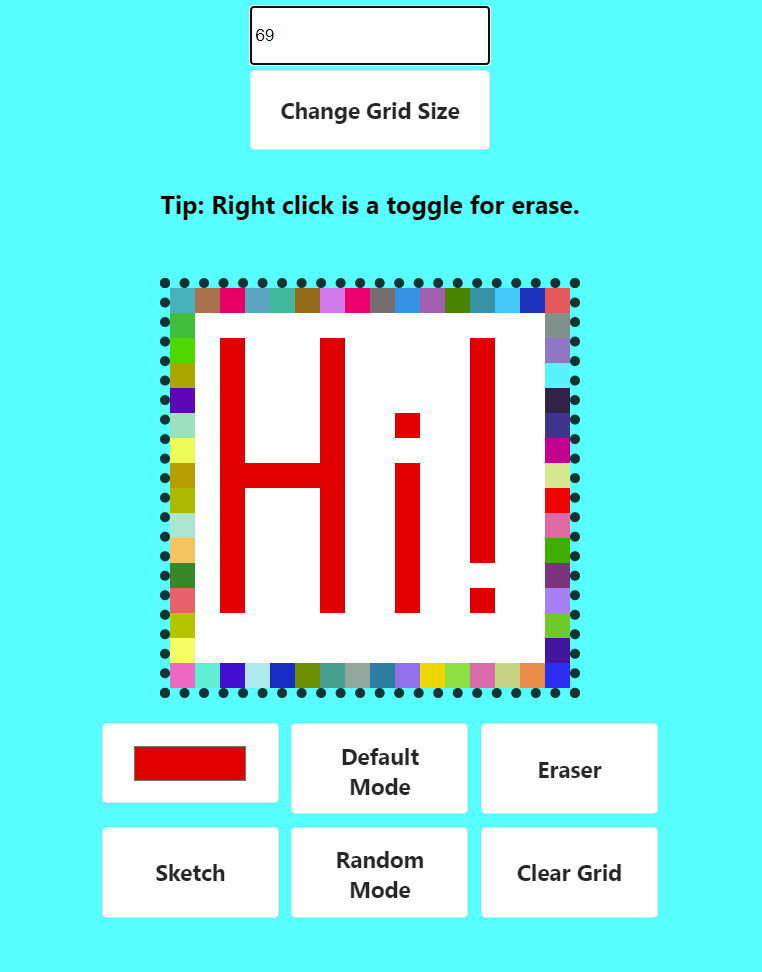 69
Change Grid Size
Tip: Right click is a toggle for erase.
Hi!
Default
Mode
Eraser
Sketch
Random
Mode
Clear Grid